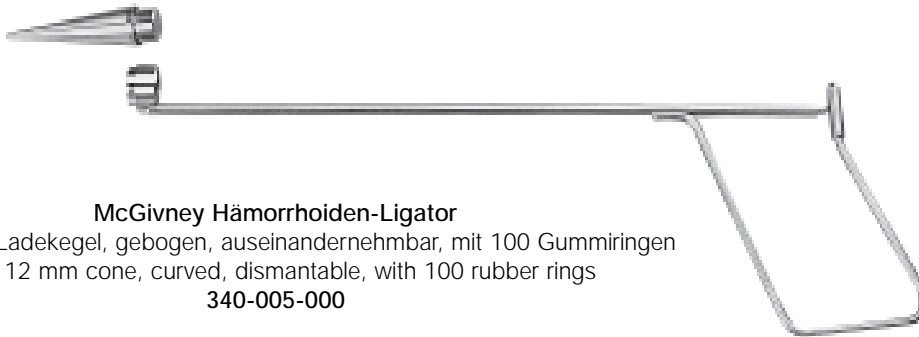 McGivney Hämorrhoiden-Ligator
Ladekegel, gebogen, auseinandernehmbar, mit 100 Gummiringen
12 mm cone, curved, dismantable, with 100 rubber rings
340-005-000